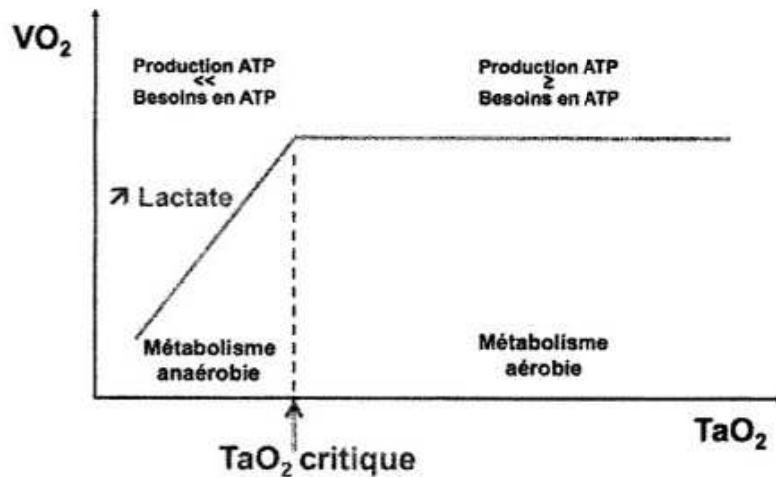 VO₂
Production ATP
<<
Besoins en ATP
Production ATP
≥
Besoins en ATP
↗ Lactate
Métabolisme
anaérobie
Métabolisme
aérobie
TaO₂
TaO₂ critique